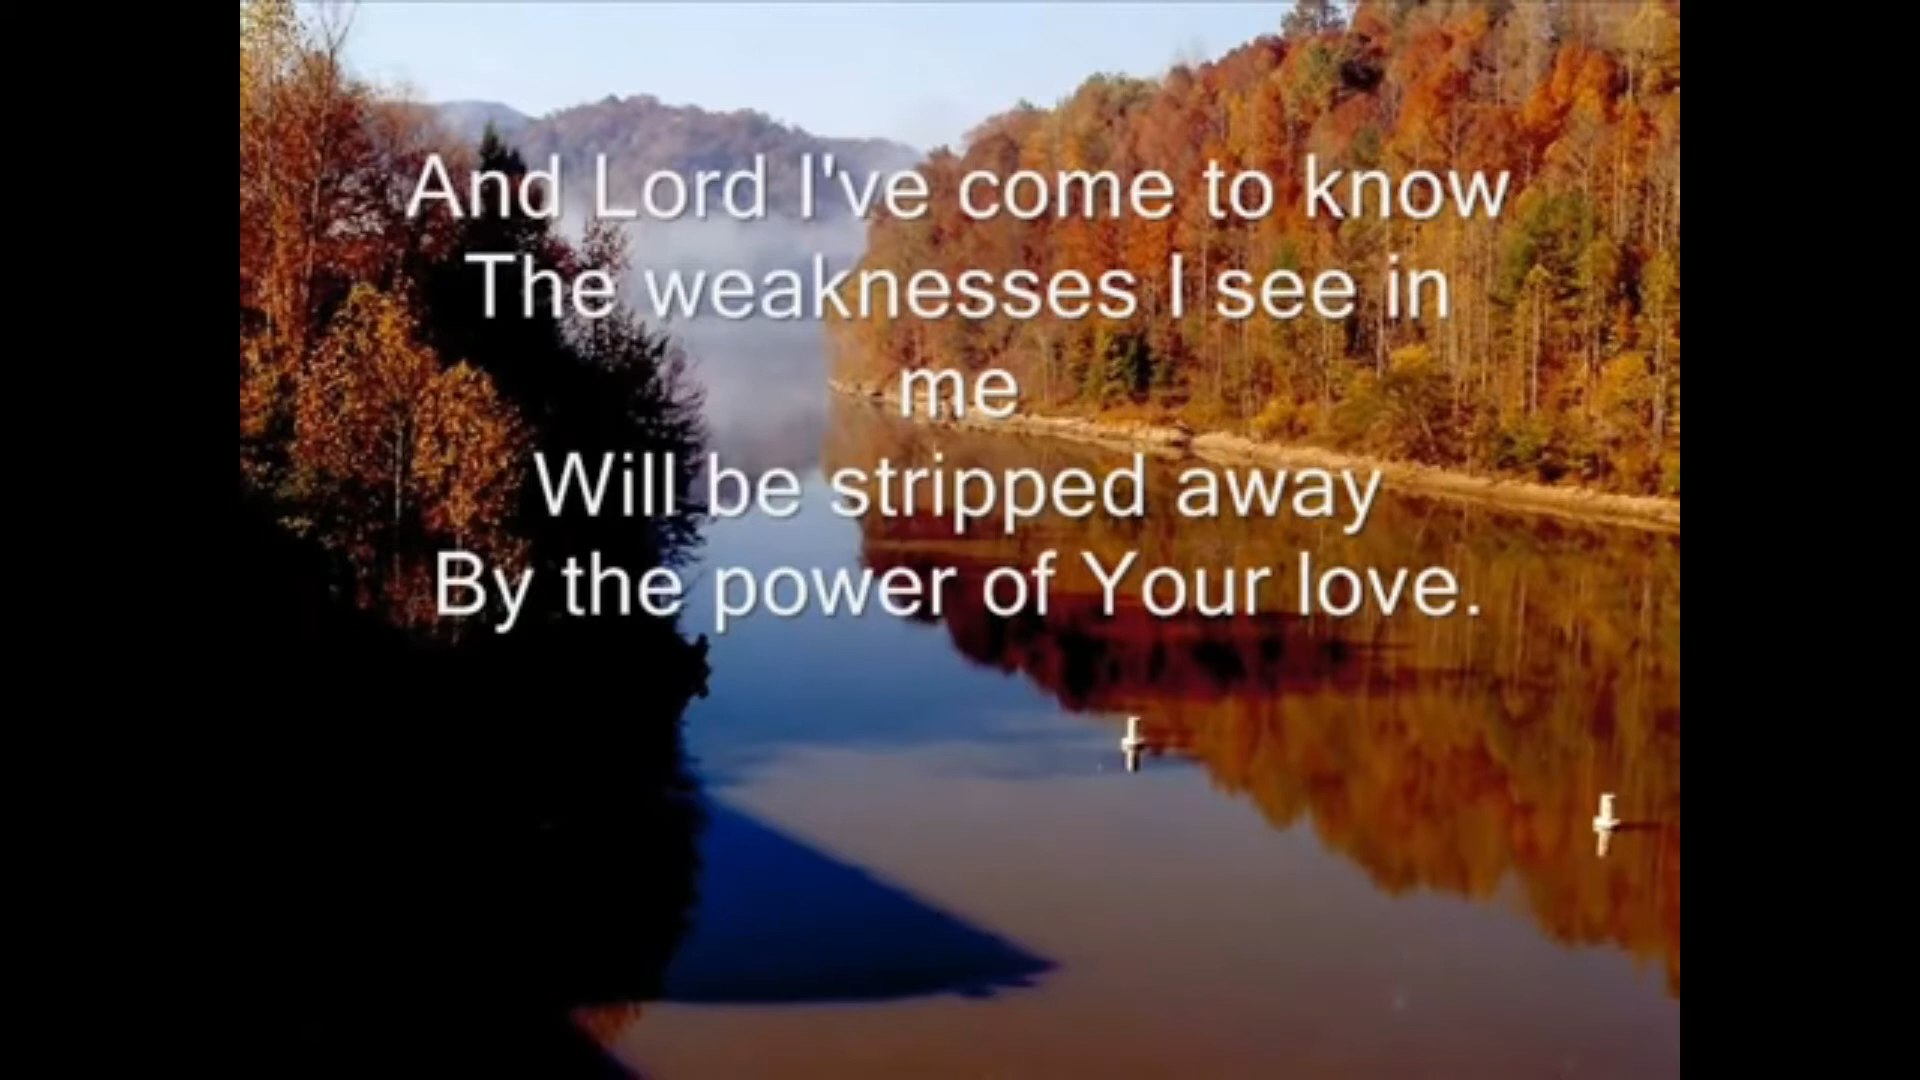 And Lord I've come to know
The weaknesses I see in
me
Will be stripped away
By the power of Your love.